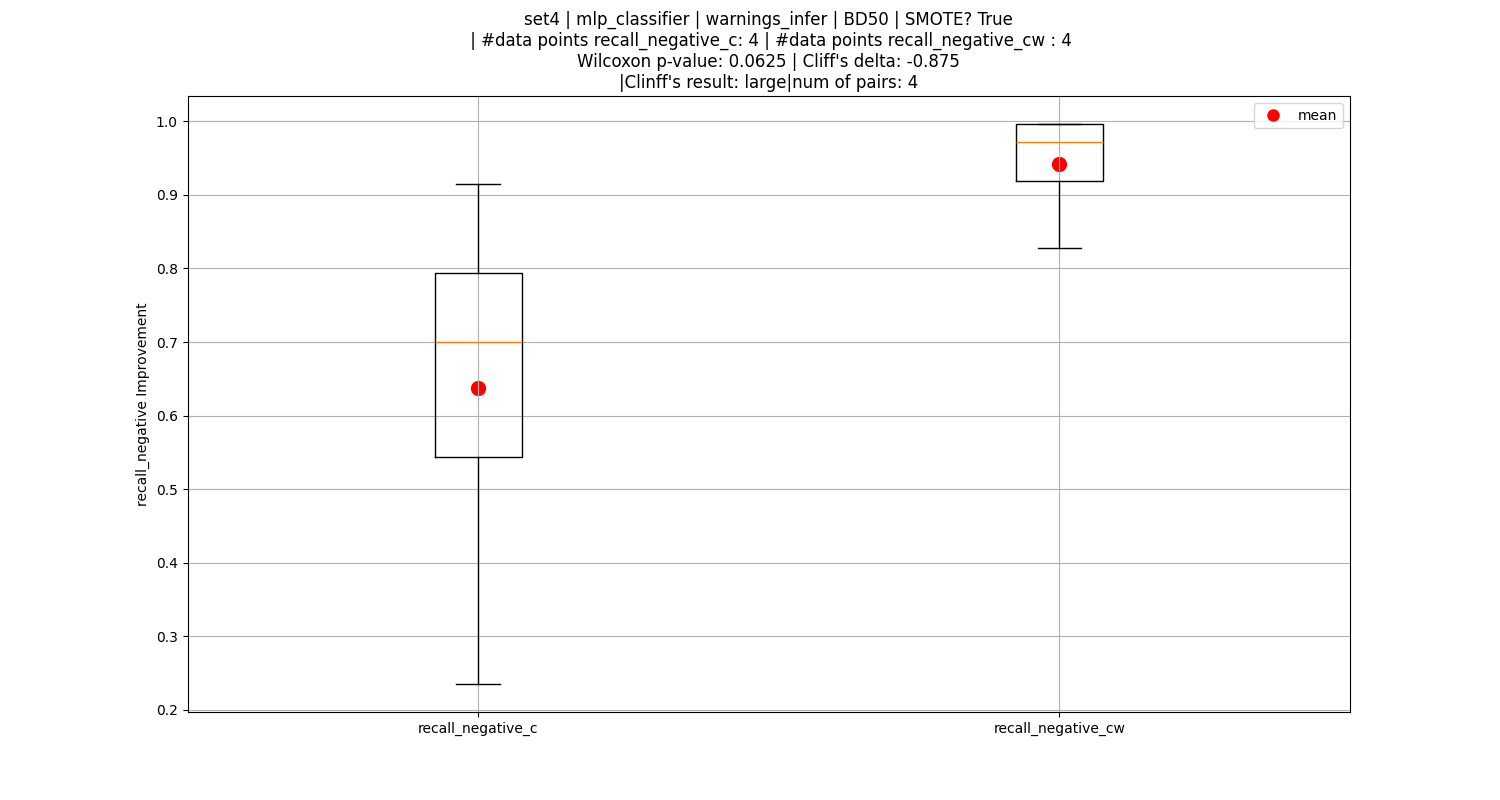 set4 | mlp_classifier | warnings_infer | BD50 | SMOTE? True
| #data points recall_negative_c: 4 | #data points recall_negative_cw : 4
Wilcoxon p-value: 0.0625 | Cliff's delta: -0.875
|Clinff's result: large|num of pairs: 4
mean
1.0
0.9
0.8
0.7
0.6
0.5
0.4
0.3
0.2
recall_negative Improvement
recall_negative_c
recall_negative_cw